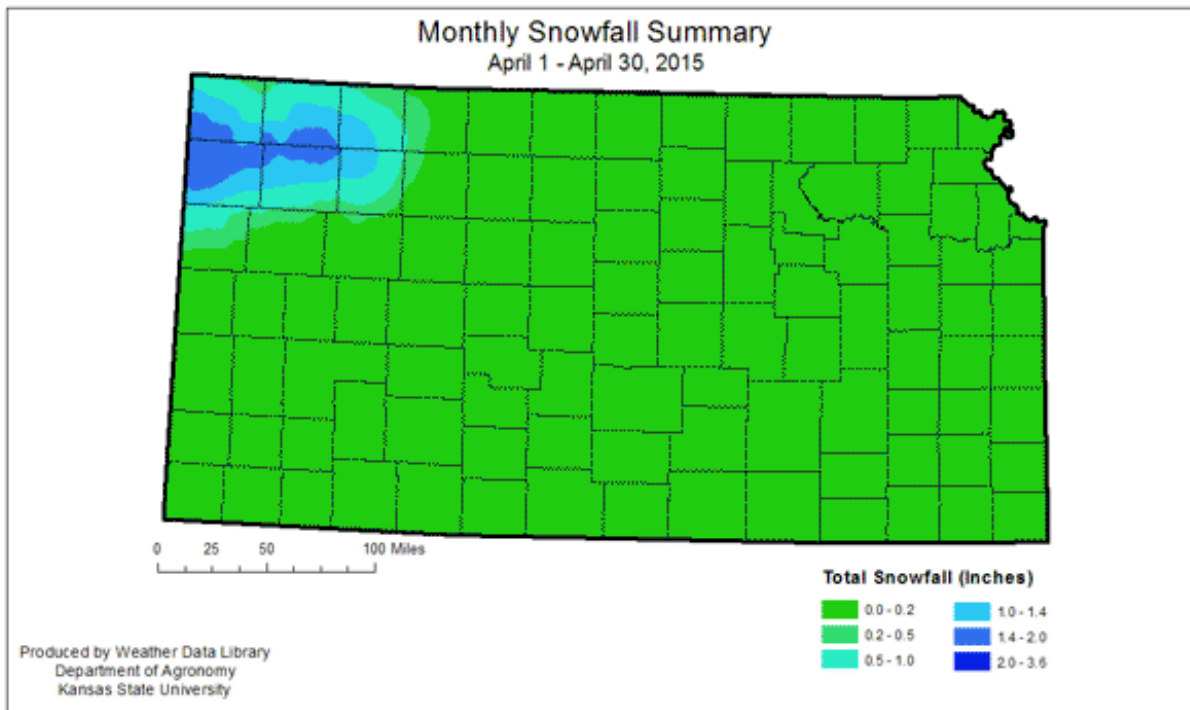 Monthly Snowfall Summary
April 1 - April 30, 2015
0 25 50 100 Miles
Total Snowfall (Inches)
0.0 - 0.2
0.2 - 0.5
0.5 - 1.0
1.0 - 1.4
1.4 - 2.0
2.0 - 3.6
Produced by Weather Data Library
Department of Agronomy
Kansas State University